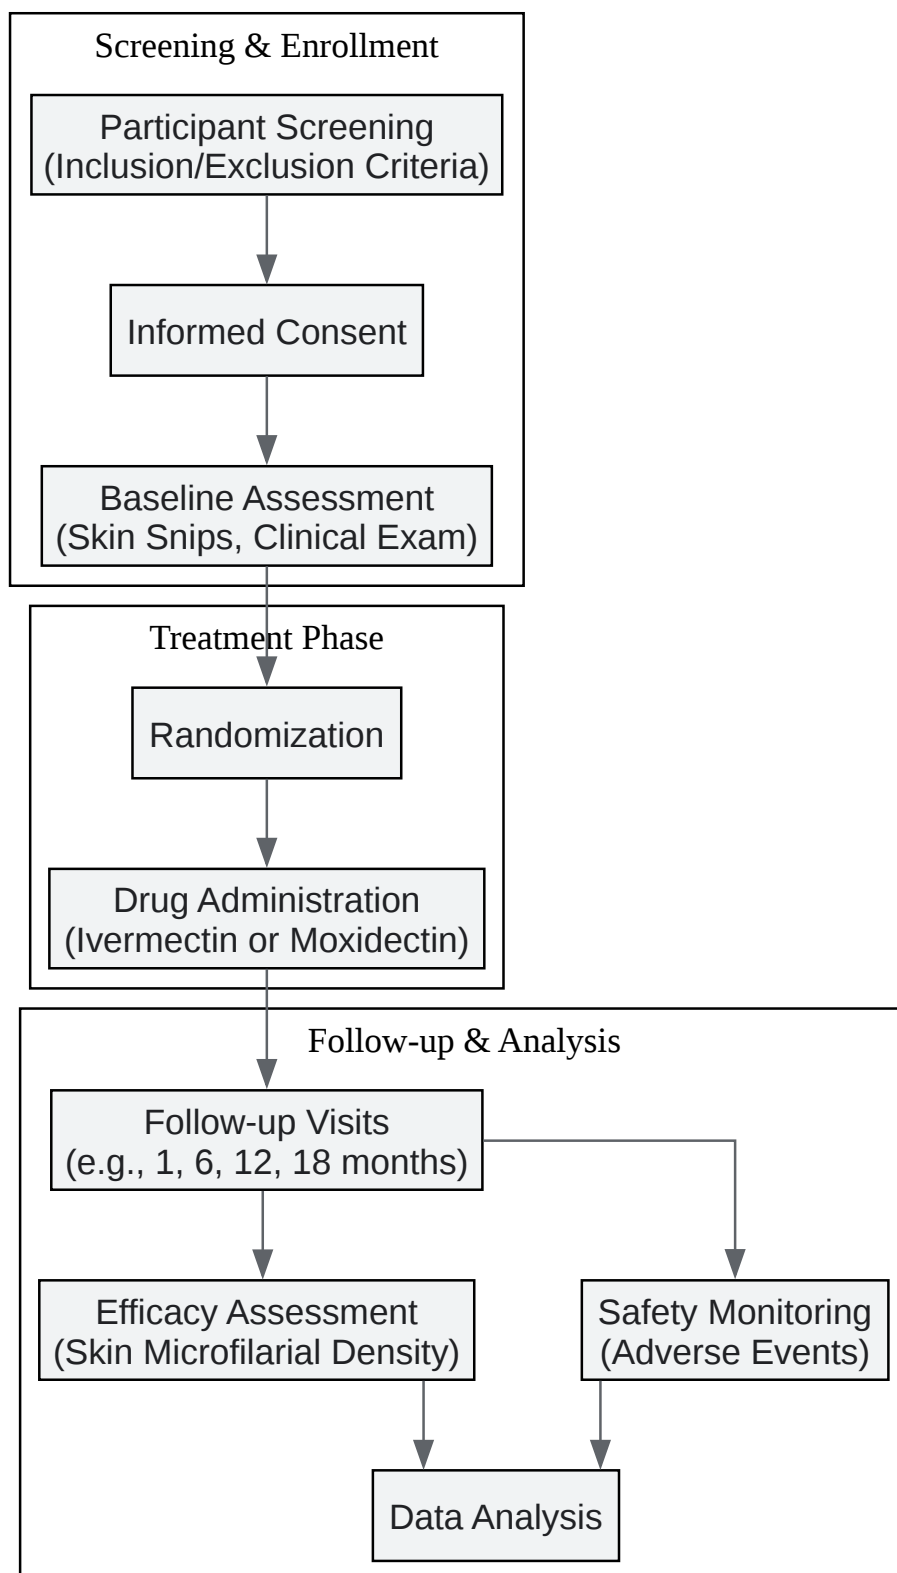 Screening & Enrollment
Participant Screening
(Inclusion/Exclusion Criteria)
Informed Consent
Baseline Assessment
(Skin Snips, Clinical Exam)
Treatment Phase
Randomization
Drug Administration
(Ivermectin or Moxidectin)
Follow-up & Analysis
Follow-up Visits
(e.g., 1, 6, 12, 18 months)
Efficacy Assessment
(Skin Microfilarial Density)
Safety Monitoring
(Adverse Events)
Data Analysis